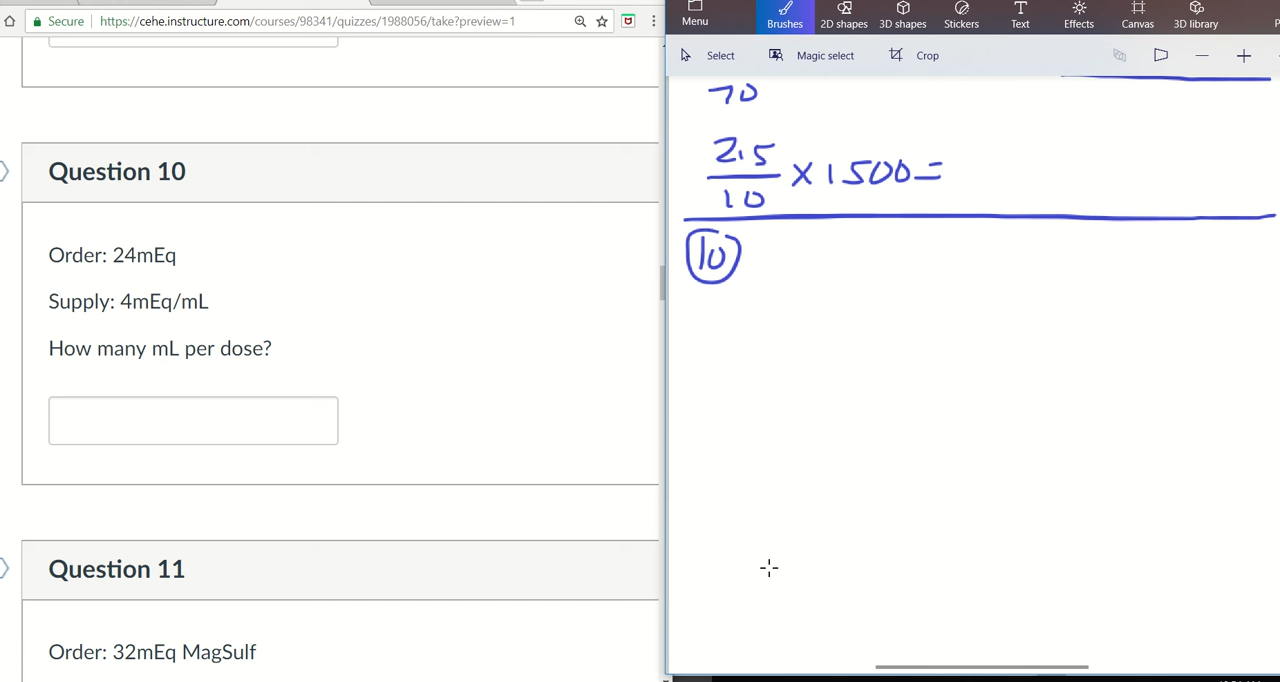 Secure https://cehe.instructure.com/courses/98341/quizzes/1988056/take?preview=1
Question 10
Order: 24mEq
Supply: 4mEq/mL
How many mL per dose?
Question 11
Order: 32mEq MagSulf
Menu Brushes 2D shapes 3D shapes Stickers Text Effects Canvas 3D library
Select Magic select Crop
2.5
10 × 1500 =
10